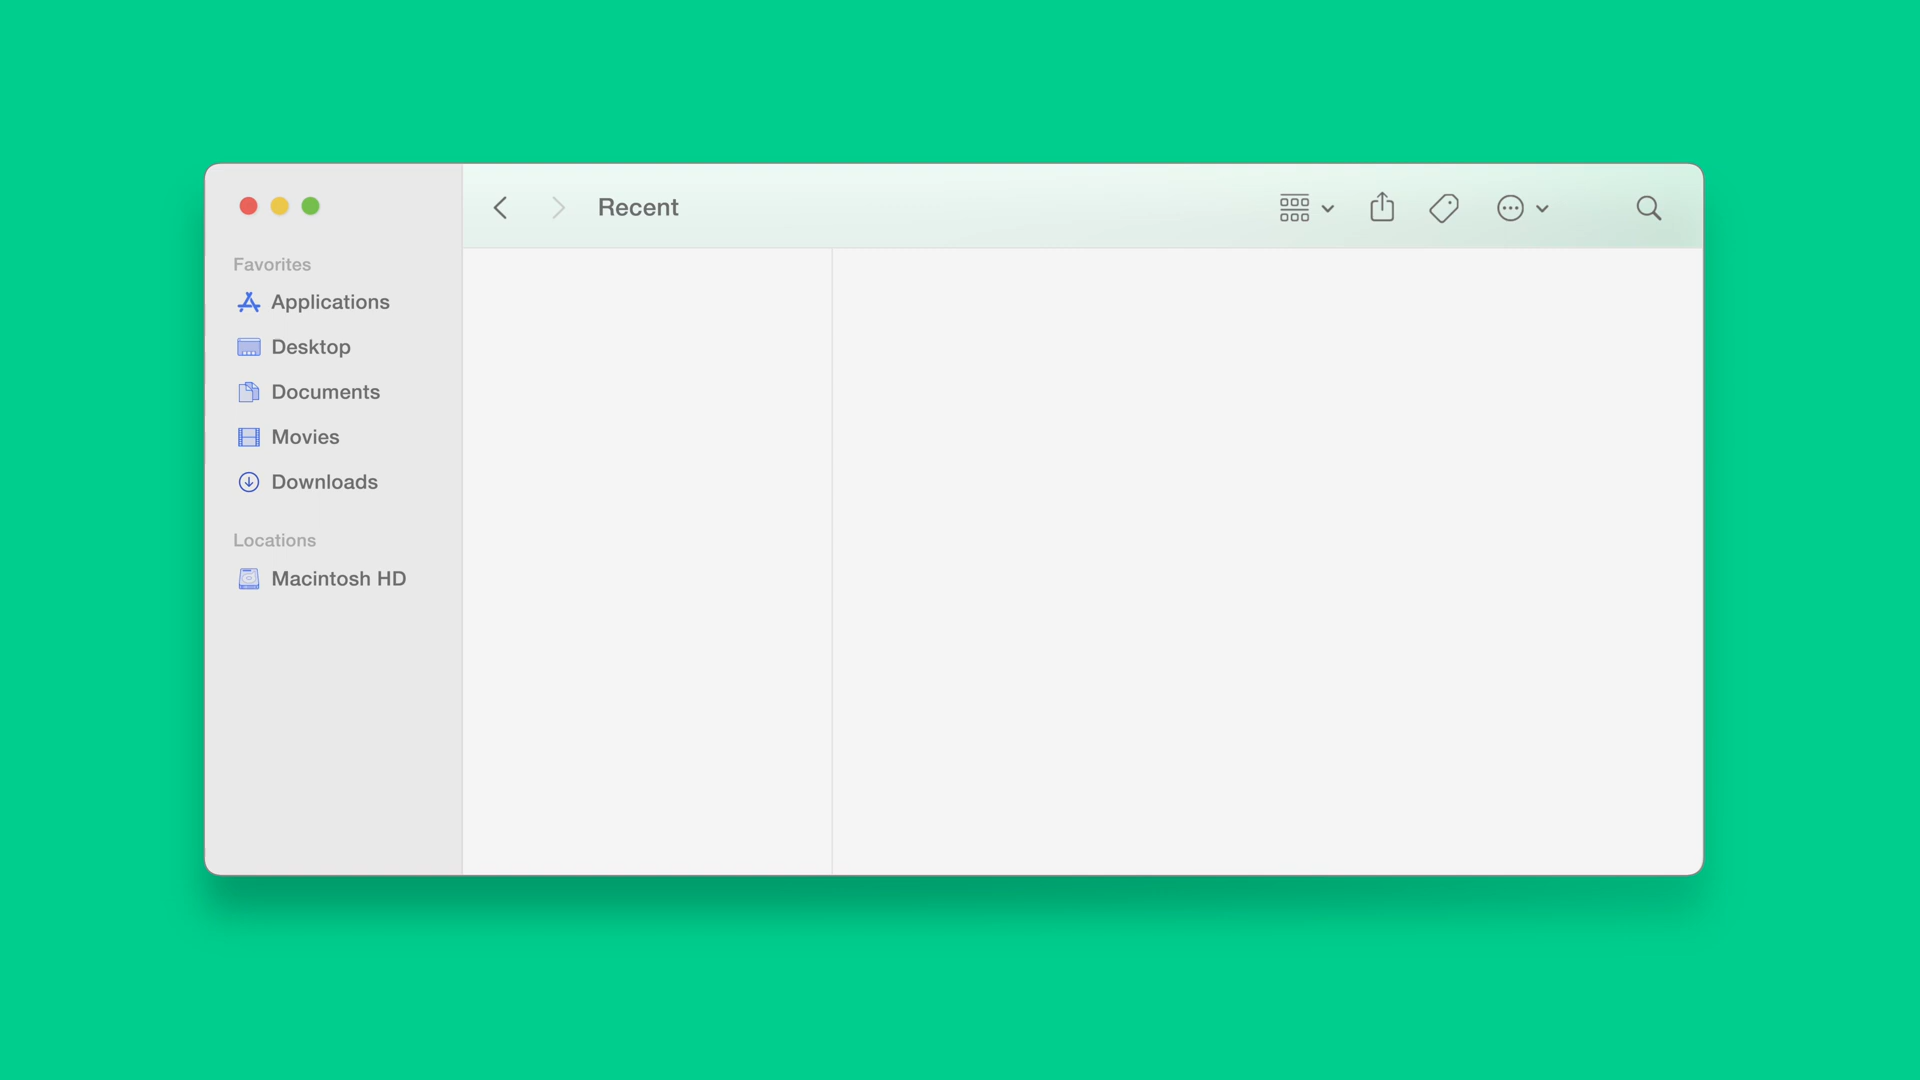 Recent
Favorites
Applications
Desktop
Documents
Movies
Downloads
Locations
Macintosh HD